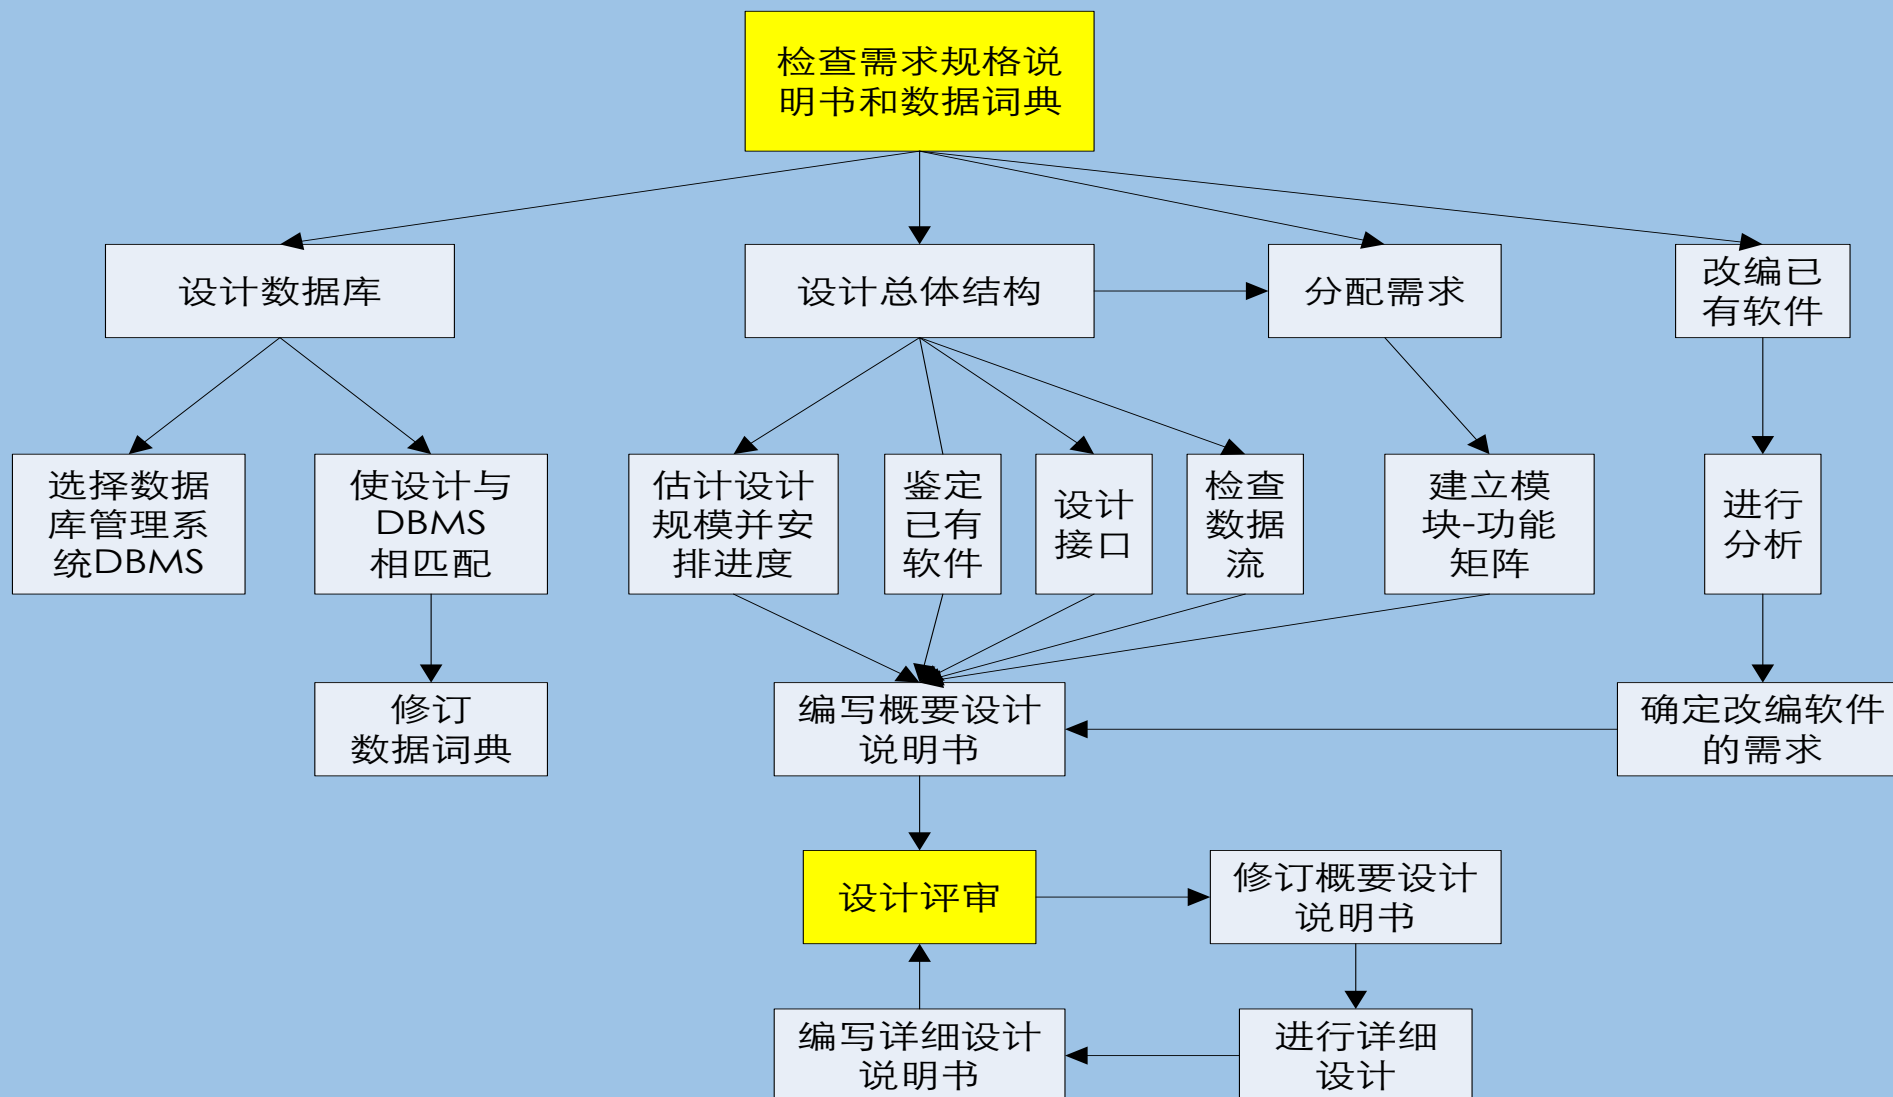 检查需求规格说
明书和数据词典
设计数据库
设计总体结构
分配需求
改编已
有软件
选择数据
库管理系
统DBMS
使设计与
DBMS
相匹配
估计设计
规模并安
排进度
鉴定
已有
软件
设计
接口
检查
数据
流
建立模
块-功能
矩阵
进行
分析
修订
数据词典
编写概要设计
说明书
确定改编软件
的需求
设计评审
修订概要设计
说明书
编写详细设计
说明书
进行详细
设计